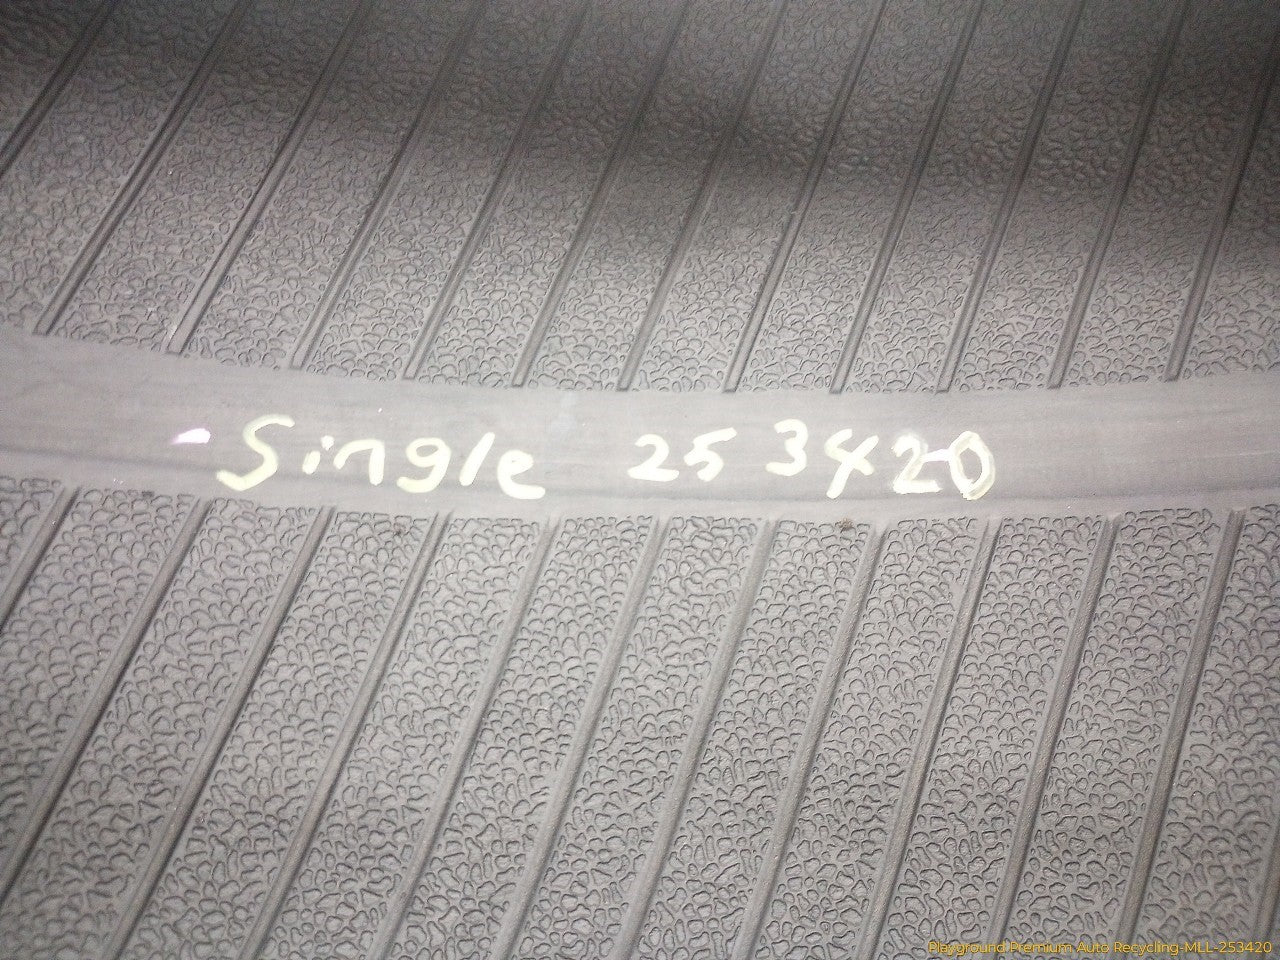 Single 253420
Playground Premium Auto Recycling-MLL-253420